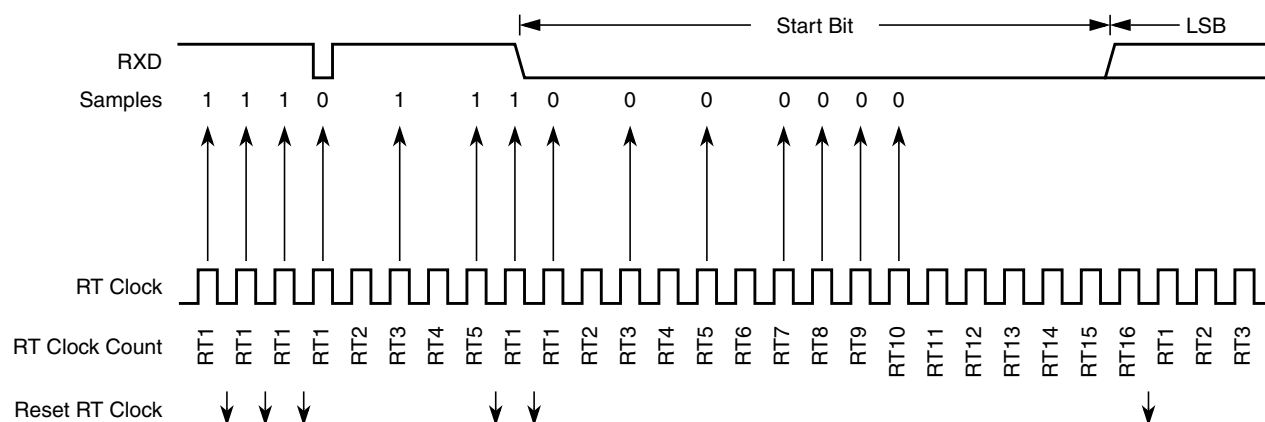 Start Bit LSB
RXD
Samples 1 1 1 0 1 1 1 0 0 0 0 0 0 0
RT Clock
RT Clock Count RT1 RT1 RT1 RT1 RT2 RT3 RT4 RT5 RT1 RT1 RT2 RT3 RT4 RT5 RT6 RT7 RT8 RT9 RT10 RT11 RT12 RT13 RT14 RT15 RT16 RT1 RT2 RT3
Reset RT Clock